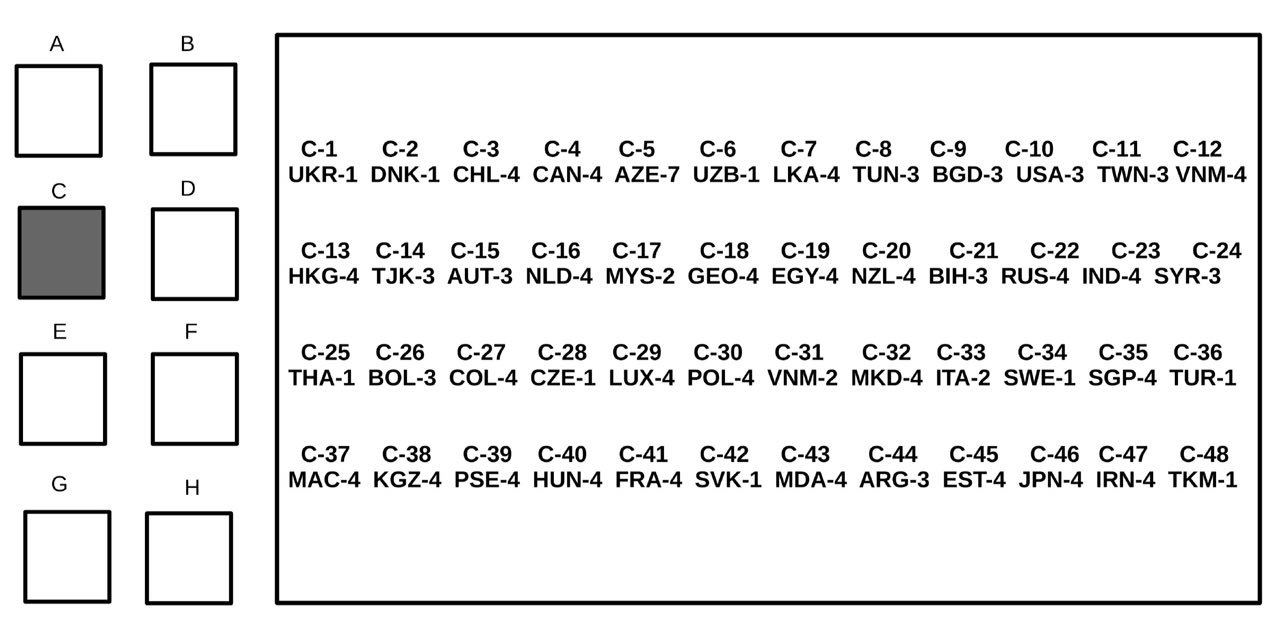 A B
C D
E F
G H
C-1 C-2 C-3 C-4 C-5 C-6 C-7 C-8 C-9 C-10 C-11 C-12
UKR-1 DNK-1 CHL-4 CAN-4 AZE-7 UZB-1 LKA-4 TUN-3 BGD-3 USA-3 TWN-3 VNM-4
C-13 C-14 C-15 C-16 C-17 C-18 C-19 C-20 C-21 C-22 C-23 C-24
HKG-4 TJK-3 AUT-3 NLD-4 MYS-2 GEO-4 EGY-4 NZL-4 BIH-3 RUS-4 IND-4 SYR-3
C-25 C-26 C-27 C-28 C-29 C-30 C-31 C-32 C-33 C-34 C-35 C-36
THA-1 BOL-3 COL-4 CZE-1 LUX-4 POL-4 VNM-2 MKD-4 ITA-2 SWE-1 SGP-4 TUR-1
C-37 C-38 C-39 C-40 C-41 C-42 C-43 C-44 C-45 C-46 C-47 C-48
MAC-4 KGZ-4 PSE-4 HUN-4 FRA-4 SVK-1 MDA-4 ARG-3 EST-4 JPN-4 IRN-4 TKM-1